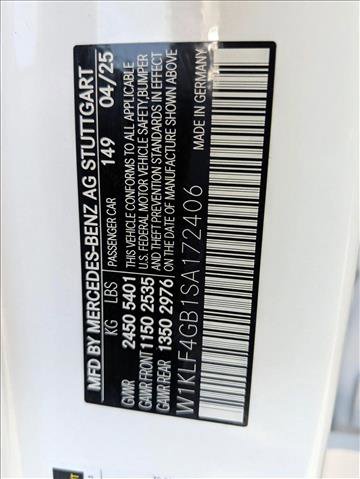 MFD BY MERCEDES-BENZ AG STUTTGART
KG LBS PASSENGER CAR 149 04/25
GVWR 2450 5401 THIS VEHICLE CONFORMS TO ALL APPLICABLE
GAWR FRONT 1150 2535 U.S. FEDERAL MOTOR VEHICLE SAFETY,BUMPER
GAWR REAR 1350 2976 AND THEFT PREVENTION STANDARDS IN EFFECT
ON THE DATE OF MANUFACTURE SHOWN ABOVE
MADE IN GERMANY
W1KLF4GB1SA172406